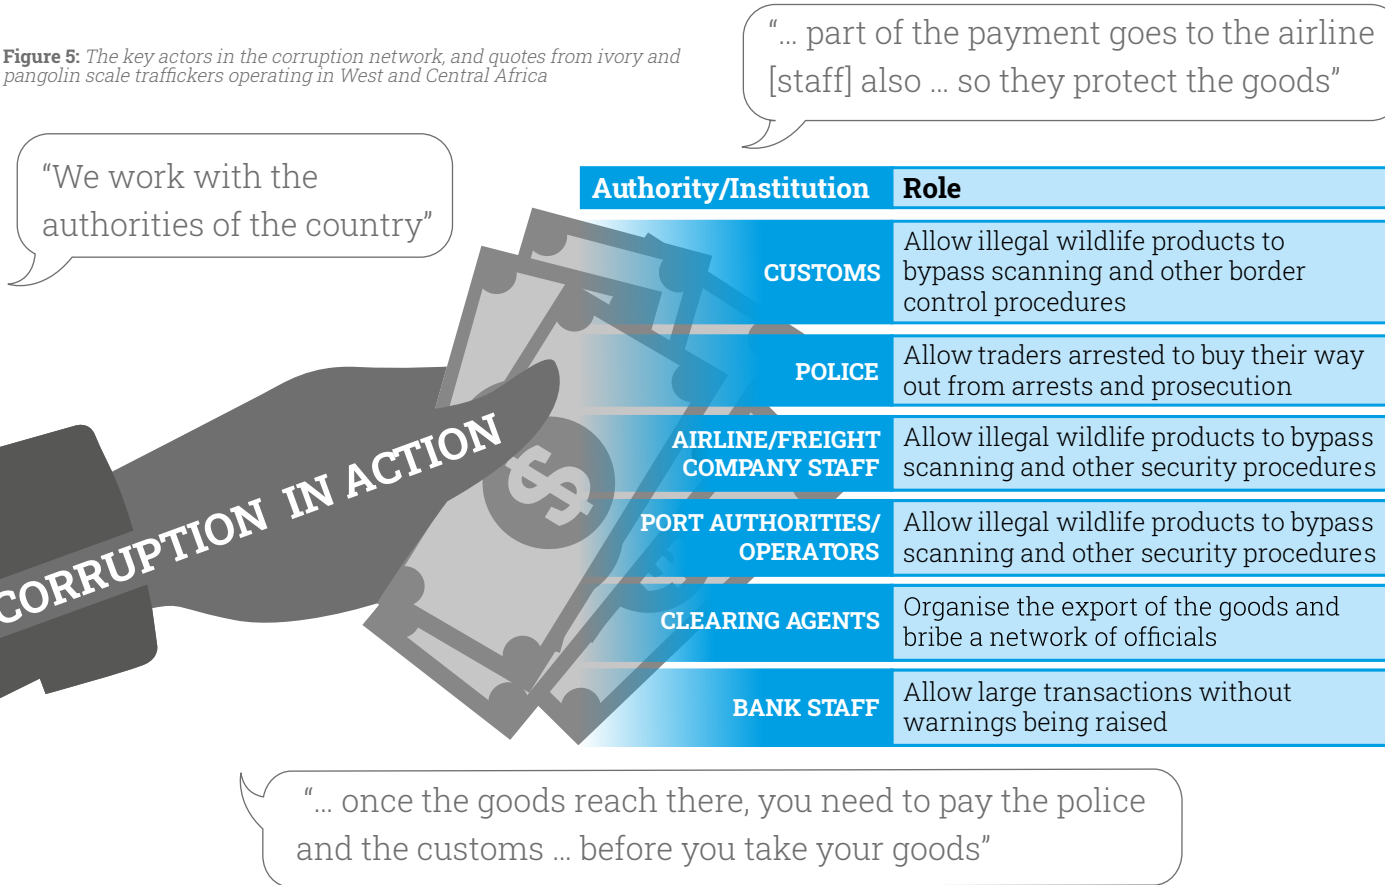 “... part of the payment goes to the airline
[staff] also ... so they protect the goods”
Figure 5: The key actors in the corruption network, and quotes from ivory and
pangolin scale traffickers operating in West and Central Africa
“We work with the
authorities of the country”
Authority/Institution Role
CUSTOMS
Allow illegal wildlife products to
bypass scanning and other border
control procedures
POLICE
Allow traders arrested to buy their way
out from arrests and prosecution
AIRLINE/FREIGHT
COMPANY STAFF
Allow illegal wildlife products to bypass
scanning and other security procedures
PORT AUTHORITIES/
OPERATORS
Allow illegal wildlife products to bypass
scanning and other security procedures
CLEARING AGENTS
Organise the export of the goods and
bribe a network of officials
BANK STAFF
Allow large transactions without
warnings being raised
CORRUPTION IN ACTION
$
“... once the goods reach there, you need to pay the police
and the customs ... before you take your goods”